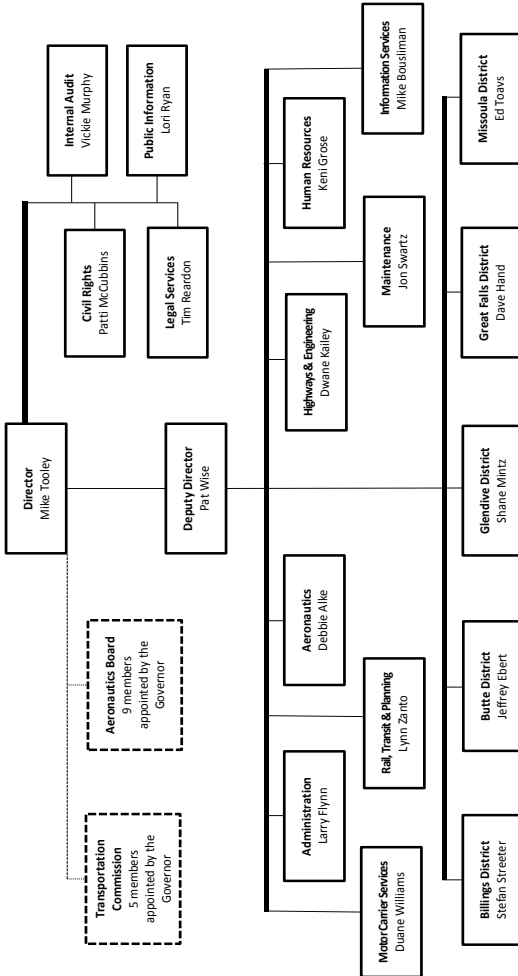 Transportation
Commission
5 members
appointed by the
Governor
Aeronautics Board
9 members
appointed by the
Governor
Director
Mike Tooley
Civil Rights
Patti McCubbins
Legal Services
Tim Reardon
Internal Audit
Vickie Murphy
Public Information
Lori Ryan
Deputy Director
Pat Wise
Administration
Larry Flynn
Aeronautics
Debbie Alke
Highways & Engineering
Dwane Kailey
Human Resources
Keni Grose
Motor Carrier Services
Duane Williams
Rail, Transit & Planning
Lynn Zanto
Maintenance
Jon Swartz
Information Services
Mike Bousliman
Billings District
Stefan Streeter
Butte District
Jeffrey Ebert
Glendive District
Shane Mintz
Great Falls District
Dave Hand
Missoula District
Ed Toavs